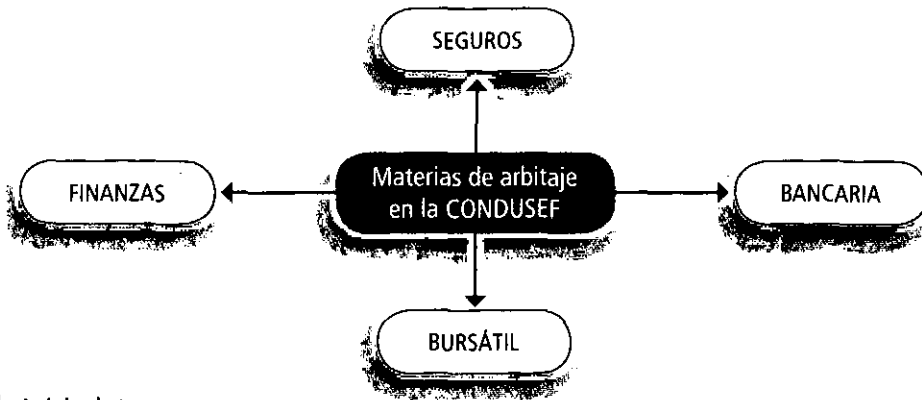 SEGUROS
FINANZAS
Materias de arbitaje
en la CONDUSEF
BANCARIA
BURSÁTIL